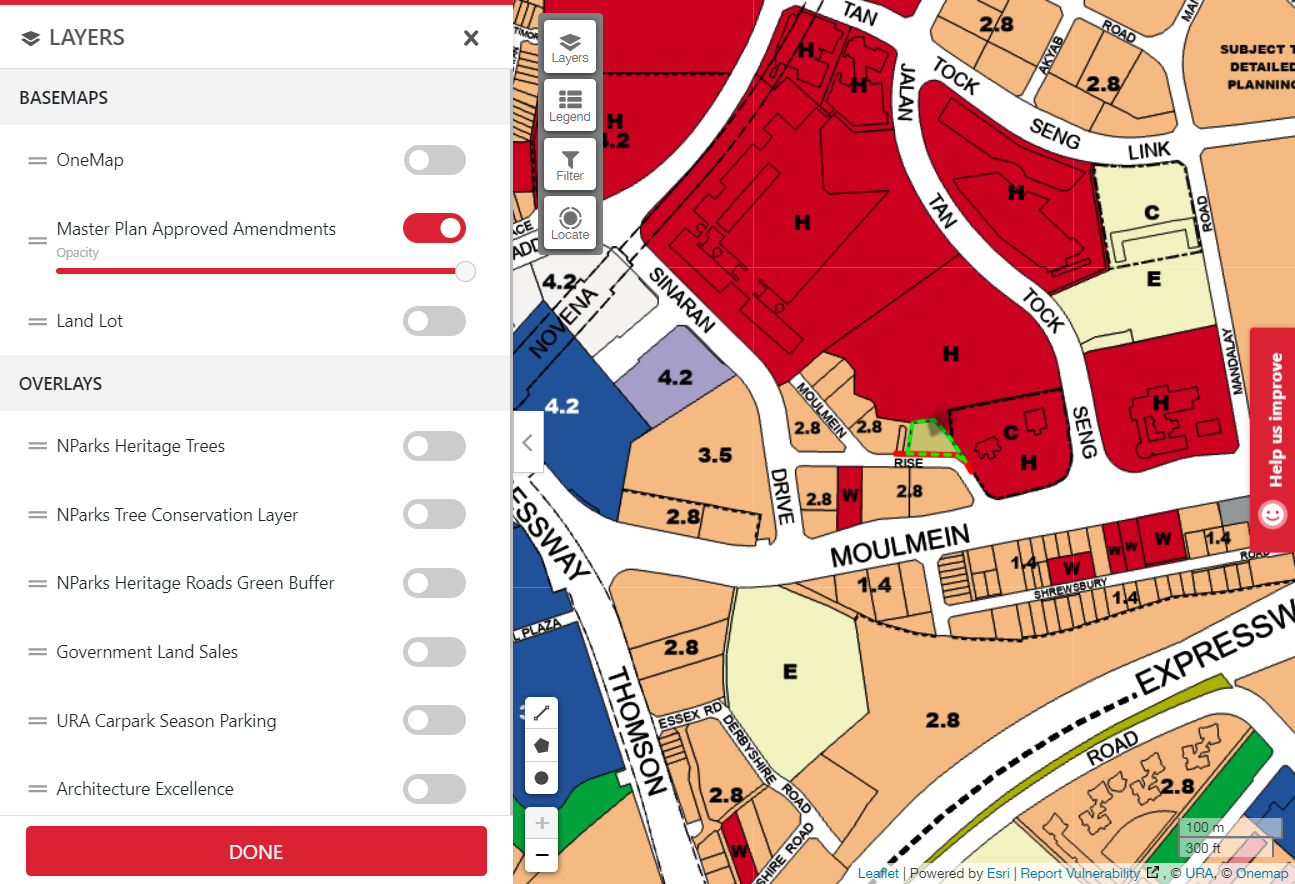 LAYERS
BASEMAPS
OneMap
Master Plan Approved Amendments
Opacity
Land Lot
OVERLAYS
NParks Heritage Trees
NParks Tree Conservation Layer
NParks Heritage Roads Green Buffer
Government Land Sales
URA Carpark Season Parking
Architecture Excellence
DONE
Layers
Legend
Filter
Locate
TAN
2.8
ROAD
AKYAB
2.8
SUBJECT T
DETAILED
PLANNING
H
H
JALAN
TOCK
SENG
LINK
H
4.2
H
H
TAN
C
ROAD
E
4.2
NOVENA
SINARAN
TOCK
MANDALAY
H
4.2
4.2
MOULMEIN
2.8
2.8
RISE
C
H
SENG
H
Help us improve
3.5
DRIVE
2.8
W
2.8
2.8
ESSWAY
MOULMEIN
1.4
1.4
W
W
W
W
1.4
ROAD
SHREWSBURY
1.4
L PLAZA
2.8
E
THOMSON
ESSEX RD
DERBYSHIRE
ROAD
2.8
EXPRESSW
ROAD
2.8
2.8
W
SHIRE ROAD
+
−
100 m
300 ft
Leaflet | Powered by Esri | Report Vulnerability , © URA, © Onemap